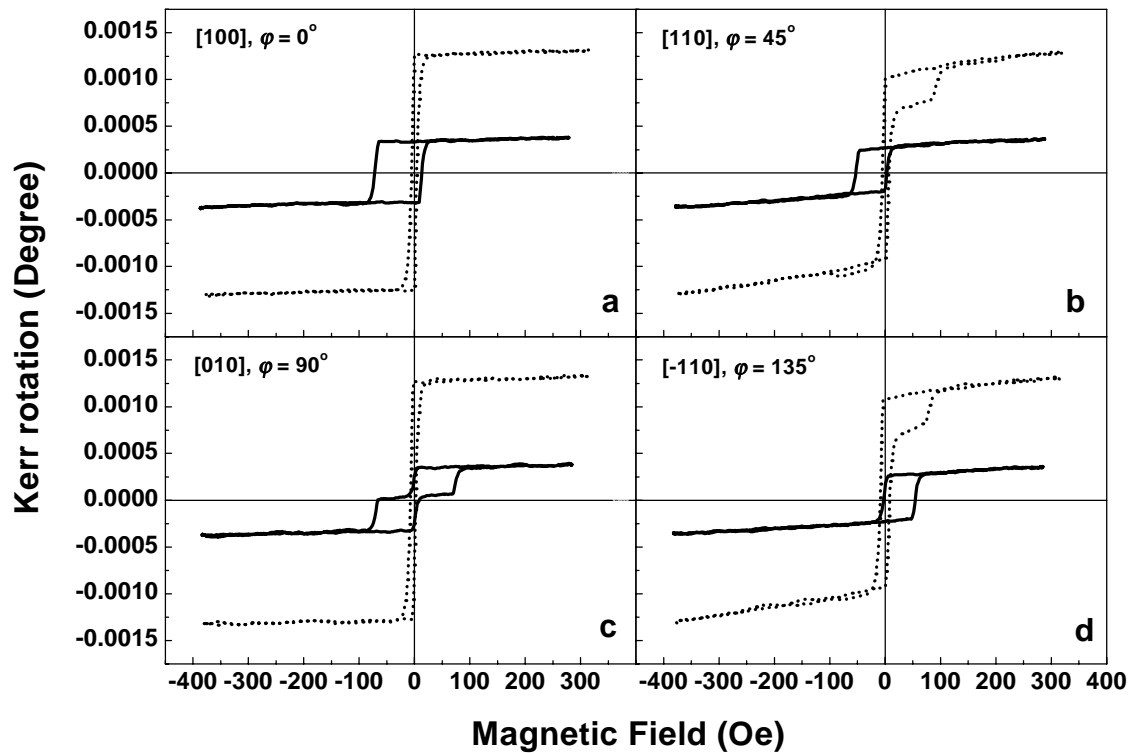 [100], φ = 0°
[110], φ = 45°
0.0015
0.0010
0.0005
0.0000
-0.0005
-0.0010
-0.0015
a
b
[010], φ = 90°
[-110], φ = 135°
0.0015
0.0010
0.0005
0.0000
-0.0005
-0.0010
-0.0015
c
d
-400 -300 -200 -100 0 100 200 300
-400 -300 -200 -100 0 100 200 300 400
Kerr rotation (Degree)
Magnetic Field (Oe)